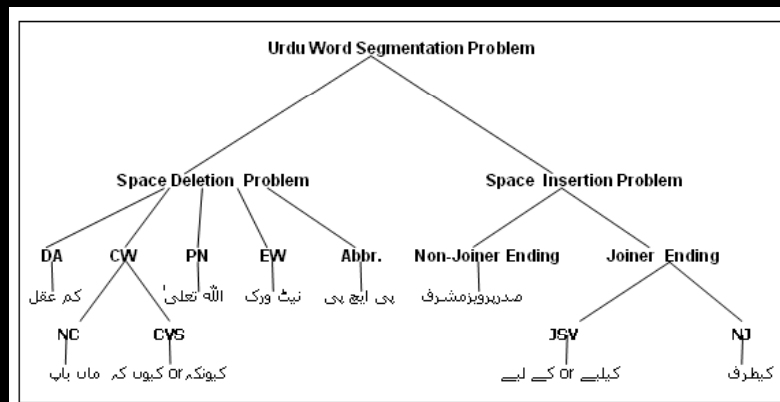 Urdu Word Segmentation Problem
Space Deletion Problem Space Insertion Problem
DA CW PN EW Abbr. Non-Joiner Ending Joiner Ending
کم عقل اللہ تعلیٰ نیٹ ورک پی ایچ پی صدرپرویزمشرف
NC CVS JSV NJ
ماں باپ کیونکہ or کیوں کہ کیلیے or کے لیے کیطرف